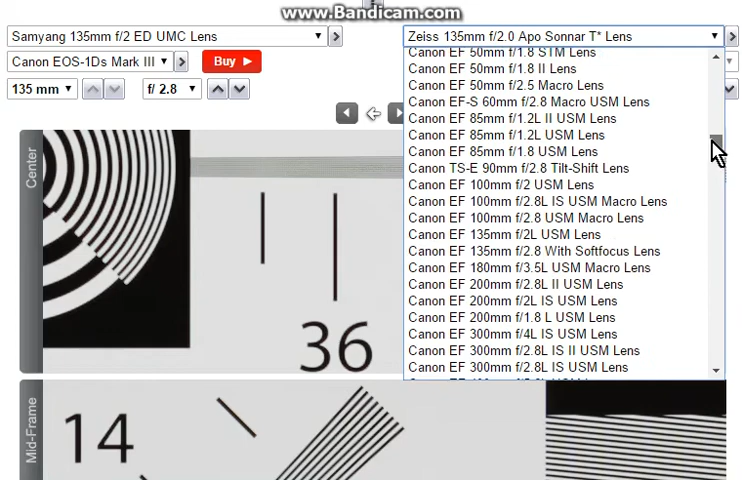 www.Bandicam.com
Samyang 135mm f/2 ED UMC Lens
Zeiss 135mm f/2.0 Apo Sonnar T* Lens
Canon EOS-1Ds Mark III
Buy
135 mm
f/ 2.8
Canon EF 50mm f/1.8 STM Lens
Canon EF 50mm f/1.8 II Lens
Canon EF 50mm f/2.5 Macro Lens
Canon EF-S 60mm f/2.8 Macro USM Lens
Canon EF 85mm f/1.2L II USM Lens
Canon EF 85mm f/1.2L USM Lens
Canon EF 85mm f/1.8 USM Lens
Canon TS-E 90mm f/2.8 Tilt-Shift Lens
Canon EF 100mm f/2 USM Lens
Canon EF 100mm f/2.8L IS USM Macro Lens
Canon EF 100mm f/2.8 USM Macro Lens
Canon EF 135mm f/2L USM Lens
Canon EF 135mm f/2.8 With Softfocus Lens
Canon EF 180mm f/3.5L USM Macro Lens
Canon EF 200mm f/2.8L II USM Lens
Canon EF 200mm f/2L IS USM Lens
Canon EF 200mm f/1.8 L USM Lens
Canon EF 300mm f/4L IS USM Lens
Canon EF 300mm f/2.8L IS II USM Lens
Canon EF 300mm f/2.8L IS USM Lens
Center
36
Mid-Frame
14